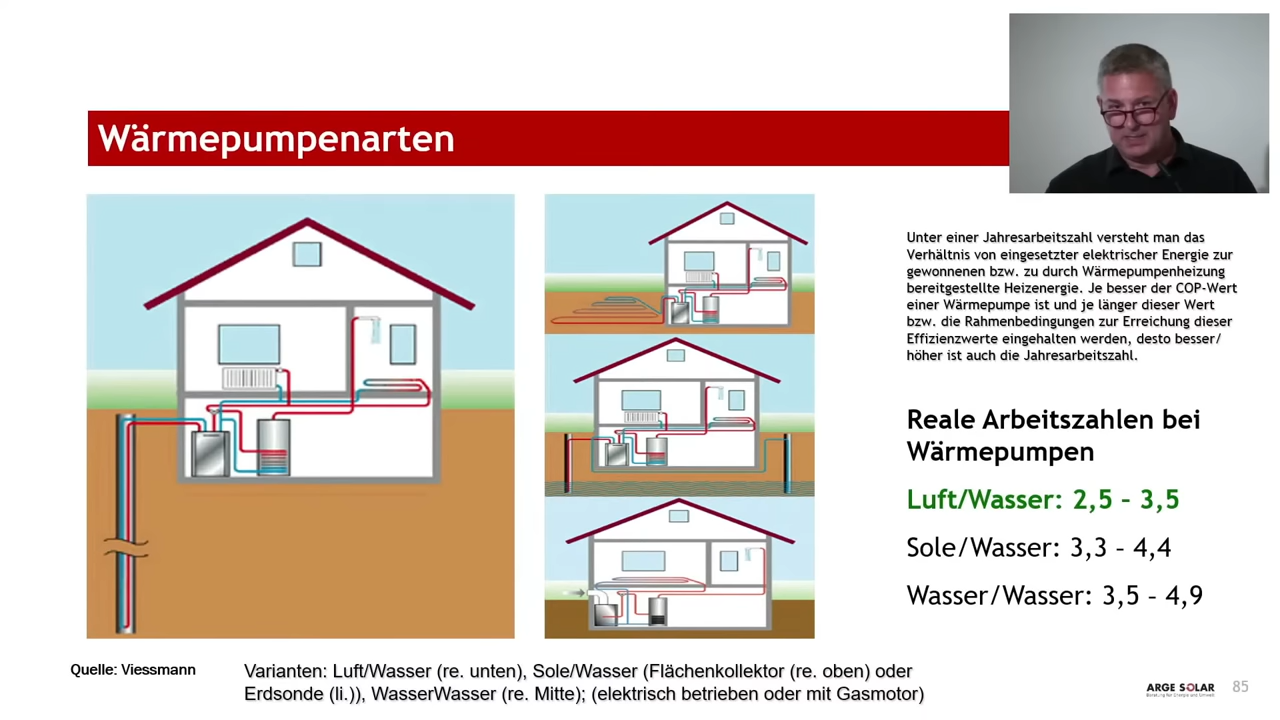 Wärmepumpenarten
Unter einer Jahresarbeitszahl versteht man das
Verhältnis von eingesetzter elektrischer Energie zur
gewonnenen bzw. zu durch Wärmepumpenheizung
bereitgestellte Heizenergie. Je besser der COP-Wert
einer Wärmepumpe ist und je länger dieser Wert
bzw. die Rahmenbedingungen zur Erreichung dieser
Effizienzwerte eingehalten werden, desto besser/
höher ist auch die Jahresarbeitszahl.
Reale Arbeitszahlen bei
Wärmepumpen
Luft/Wasser: 2,5 – 3,5
Sole/Wasser: 3,3 – 4,4
Wasser/Wasser: 3,5 – 4,9
Quelle: Viessmann
Varianten: Luft/Wasser (re. unten), Sole/Wasser (Flächenkollektor (re. oben) oder
Erdsonde (li.)), WasserWasser (re. Mitte); (elektrisch betrieben oder mit Gasmotor)
ARGE SOLAR
Beratung für Energie und Umwelt
85